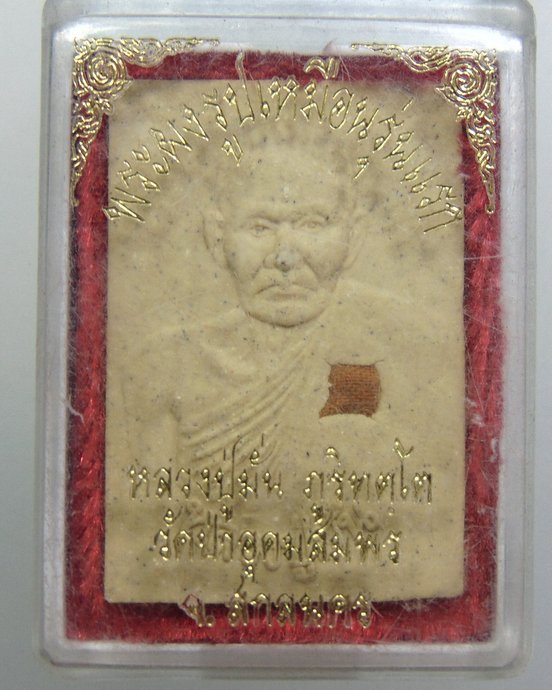 พระผงรูปเหมือนรุ่นแรก
หลวงปู่มั่น ภูริทตฺโต
วัดป่าอุดมสมพร
จ. สกลนคร